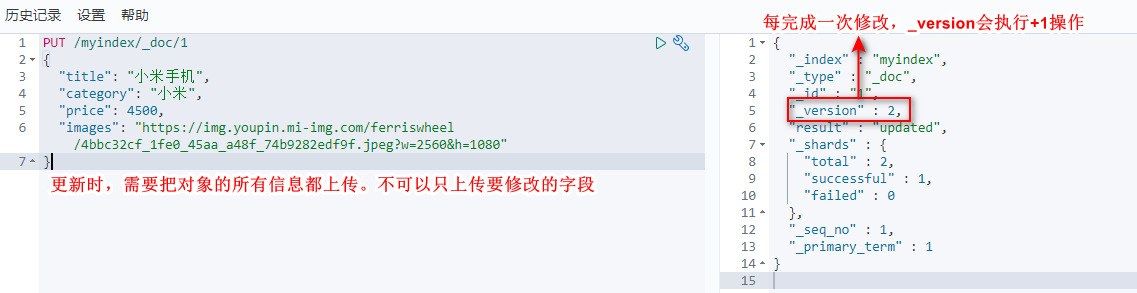 历史记录 设置 帮助
每完成一次修改，_version会执行+1操作
1 PUT /myindex/_doc/1
2 {
3 "title": "小米手机",
4 "category": "小米",
5 "price": 4500,
6 "images": "https://img.youpin.mi-img.com/ferriswheel
/4bbc32cf_1fe0_45aa_a48f_74b9282edf9f.jpeg?w=2560&h=1080"
7 }
更新时，需要把对象的所有信息都上传。不可以只上传要修改的字段
1 {
2 "_index" : "myindex",
3 "_type" : "_doc",
4 "_id" : "1",
5 "_version" : 2,
6 "result" : "updated",
7 "_shards" : {
8 "total" : 2,
9 "successful" : 1,
10 "failed" : 0
11 },
12 "_seq_no" : 1,
13 "_primary_term" : 1
14 }
15